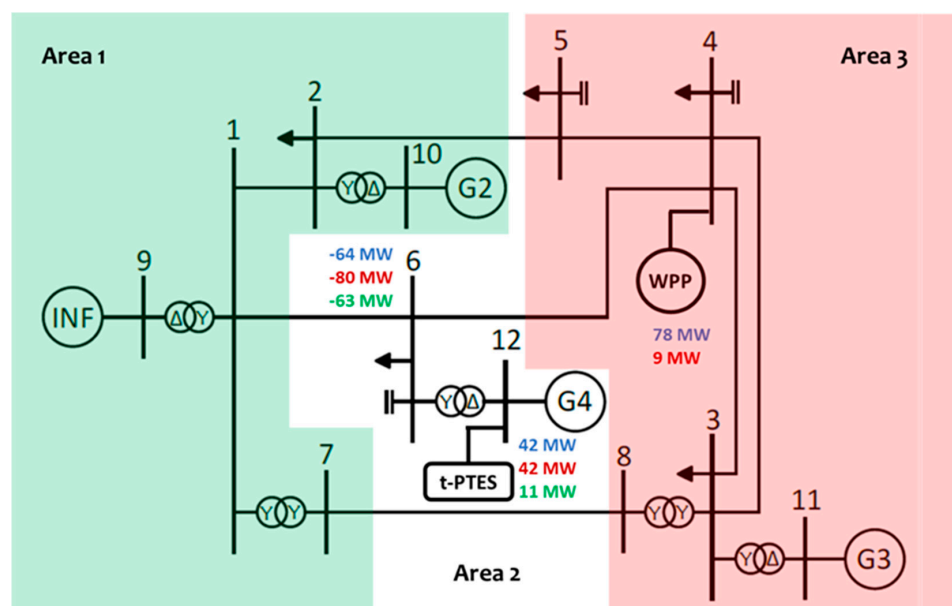 Area 1
Area 3
5
4
2
1
10
Y Δ
G2
-64 MW
-80 MW
-63 MW
6
9
WPP
INF
Δ Y
78 MW
9 MW
12
Y Δ
G4
3
42 MW
42 MW
11 MW
t-PTES
7
8
Y Y
Y Y
11
Y Δ
G3
Area 2